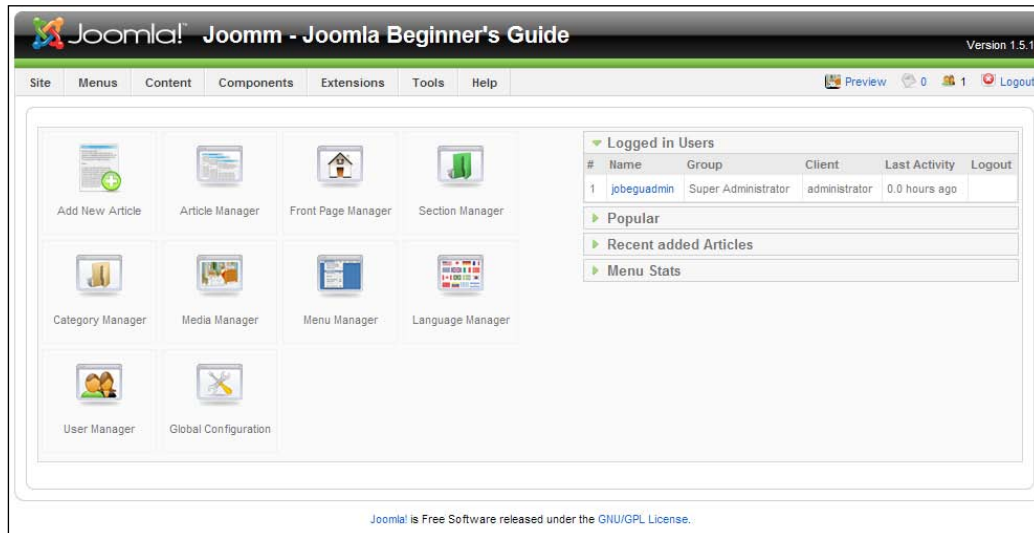 Joomla!™ Joomm - Joomla Beginner's Guide
Version 1.5.1
Site Menus Content Components Extensions Tools Help Preview 0 1 Logout
Add New Article Article Manager Front Page Manager Section Manager
Category Manager Media Manager Menu Manager Language Manager
User Manager Global Configuration
Logged in Users
# Name Group Client Last Activity Logout
1 jobeguadmin Super Administrator administrator 0.0 hours ago
Popular
Recent added Articles
Menu Stats
Joomla! is Free Software released under the GNU/GPL License.